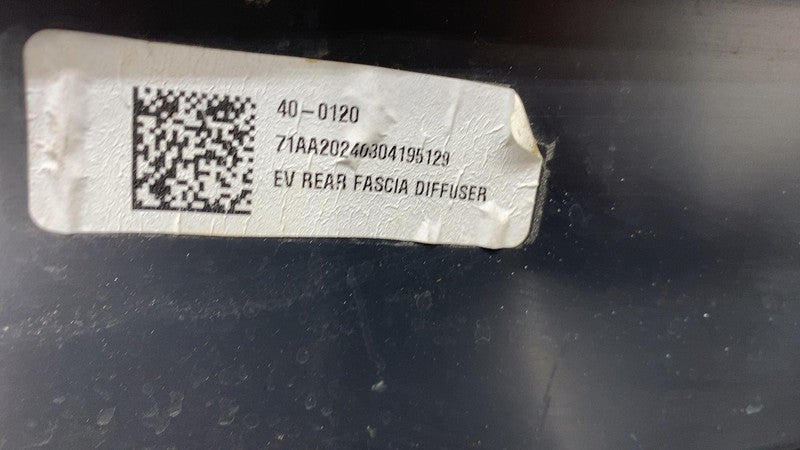 40-0120
71AA20240304195129
EV REAR FASCIA DIFFUSER